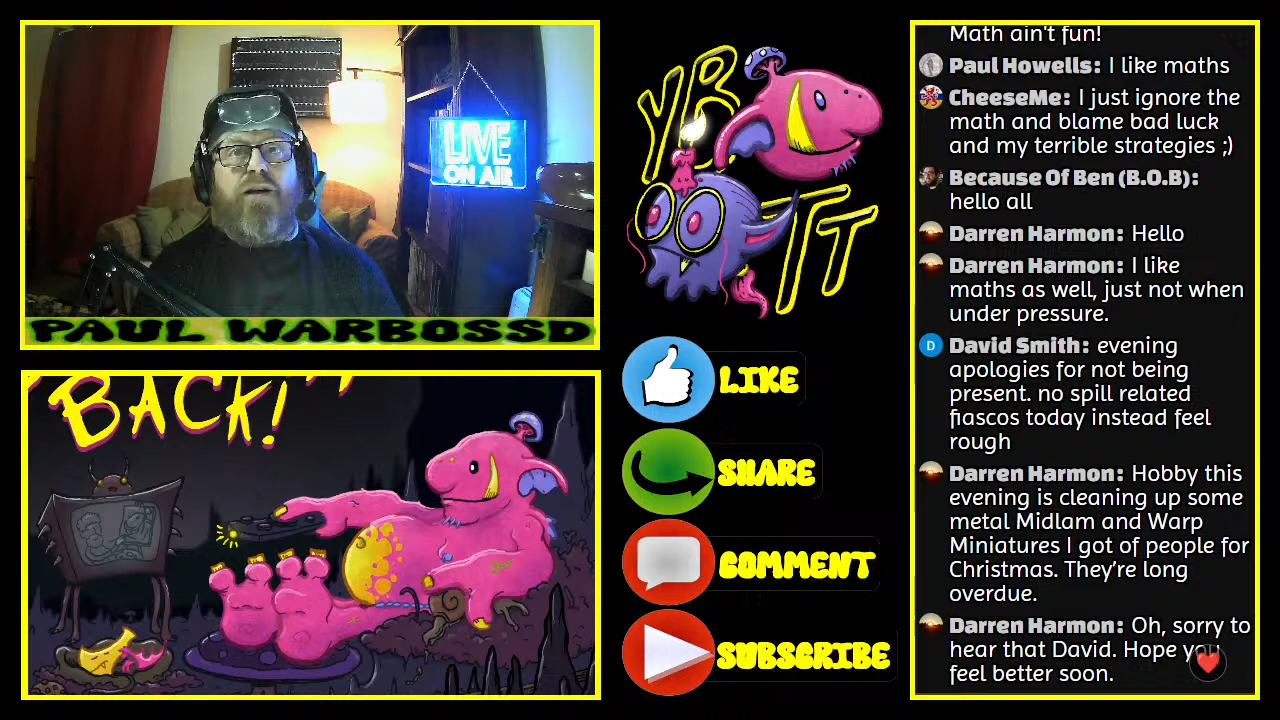 LIVE
ON AIR
PAUL WARBOSSD
BACK!"
YB
TT
LIKE
SHARE
COMMENT
SUBSCRIBE
Math ain't fun!
Paul Howells: I like maths
CheeseMe: I just ignore the
math and blame bad luck
and my terrible strategies ;)
Because Of Ben (B.O.B):
hello all
Darren Harmon: Hello
Darren Harmon: I like
maths as well, just not when
under pressure.
D David Smith: evening
apologies for not being
present. no spill related
fiascos today instead feel
rough
Darren Harmon: Hobby this
evening is cleaning up some
metal Midlam and Warp
Miniatures I got of people for
Christmas. They're long
overdue.
Darren Harmon: Oh, sorry to
hear that David. Hope you
feel better soon.